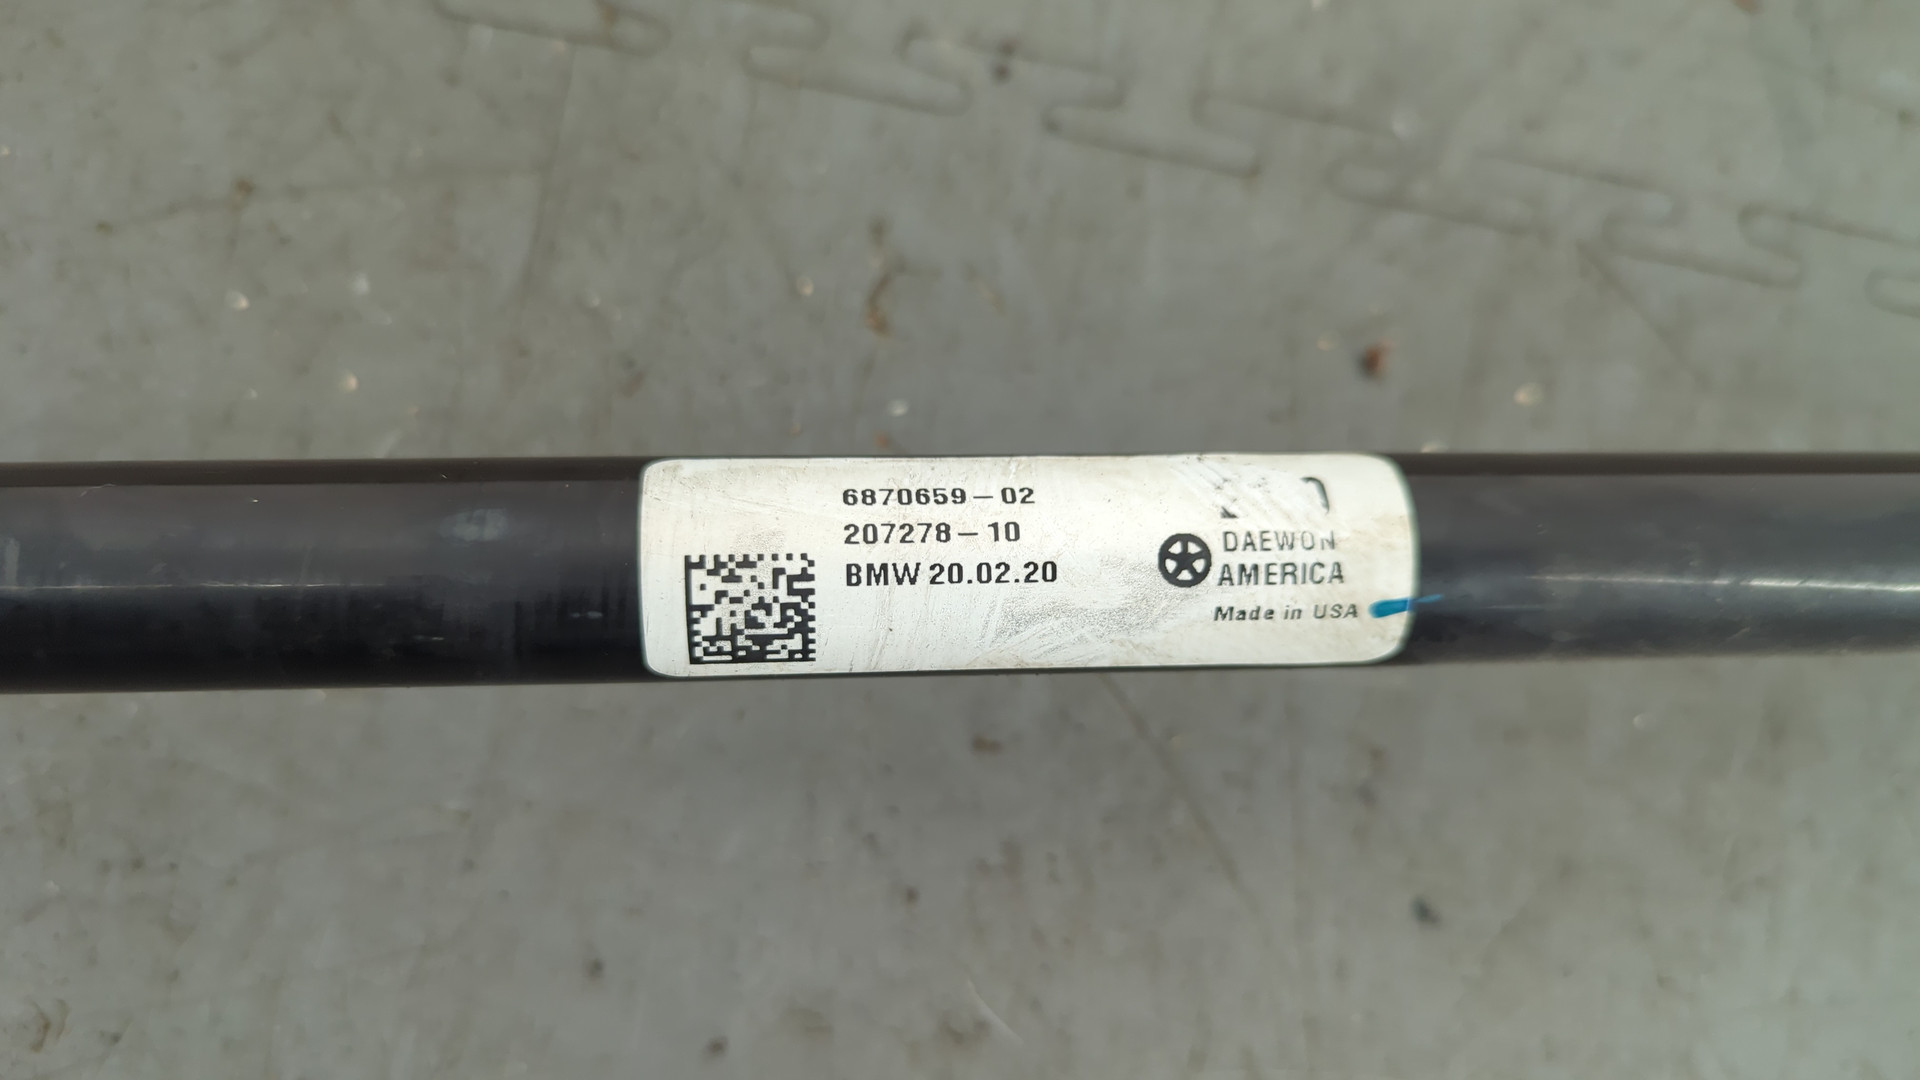 6870659-02
207278-10
BMW 20.02.20
DAEWON
AMERICA
Made in USA